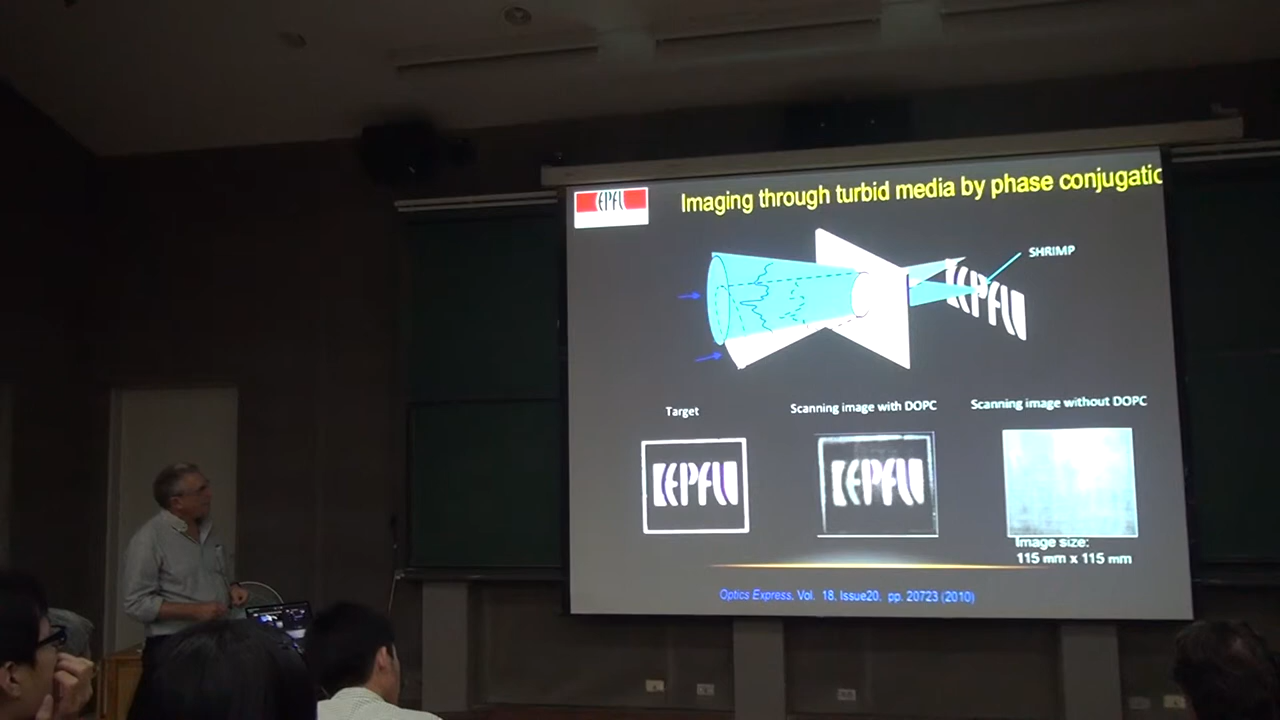 EPFL
Imaging through turbid media by phase conjugatio
SHRIMP
EPFL
Target
Scanning image with DOPC
Scanning image without DOPC
EPFL
EPFL
Image size:
115 mm x 115 mm
Optics Express, Vol. 18, Issue20, pp. 20723 (2010)